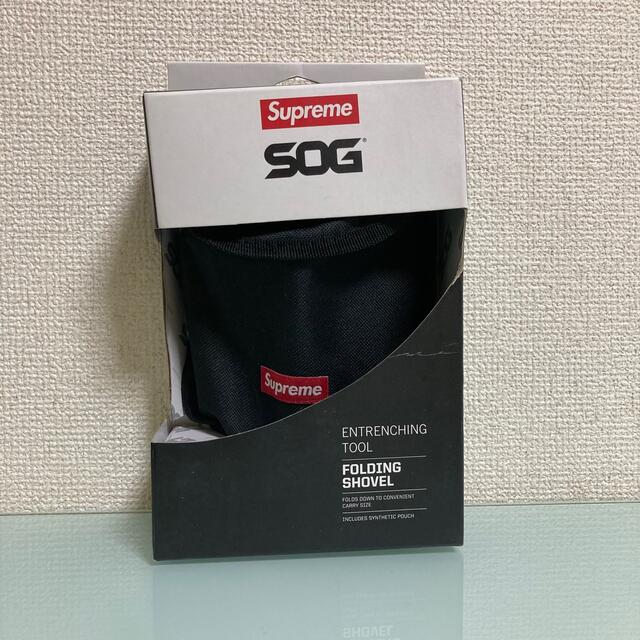 Supreme
SOG®
Supreme
ENTRENCHING
TOOL
FOLDING
SHOVEL
FOLDS DOWN TO CONVENIENT
CARRY SIZE
INCLUDES SYNTHETIC POUCH